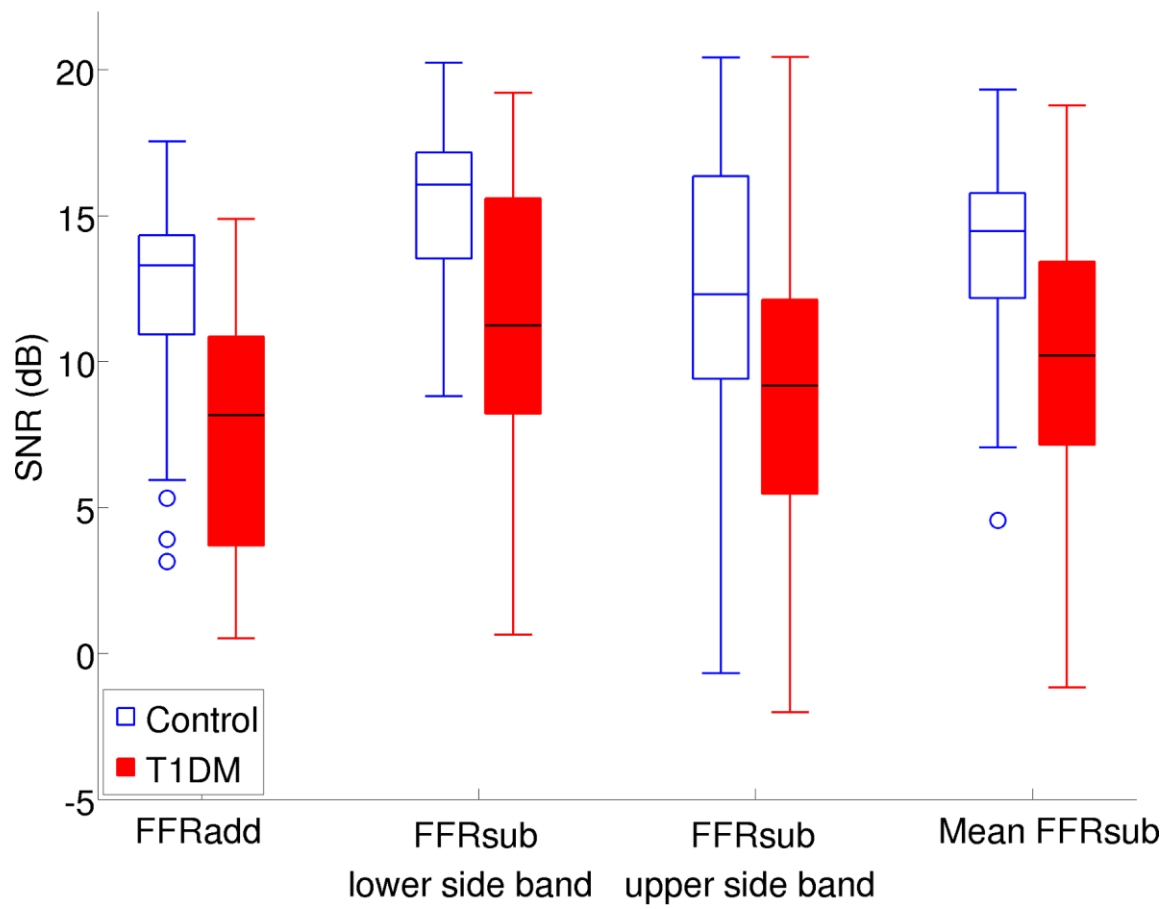 20
15
10
5
0
-5
SNR (dB)
Control
T1DM
FFRadd
FFRsub
lower side band
FFRsub
upper side band
Mean FFRsub